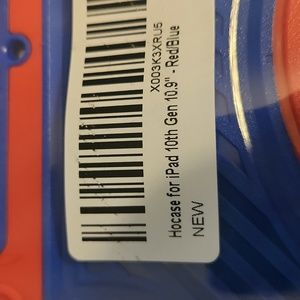 X003K3XRU5
Hocase for iPad 10th Gen 10.9" - Red/Blue
NEW